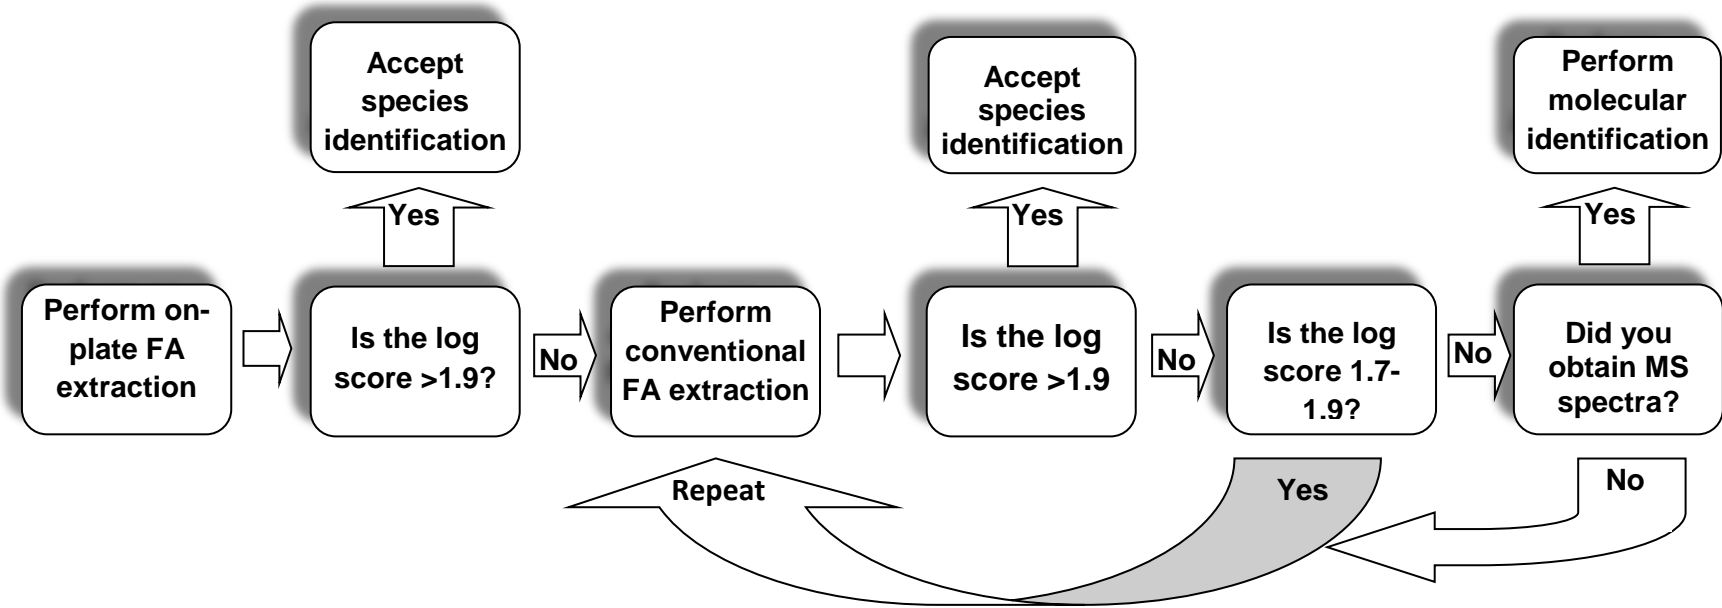 Accept
species
identification
Accept
species
identification
Perform
molecular
identification
Yes
Yes
Yes
Perform on-
plate FA
extraction
Is the log
score >1.9?
No
Perform
conventional
FA extraction
Is the log
score >1.9
No
Is the log
score 1.7-
1.9?
No
Did you
obtain MS
spectra?
Repeat
Yes
No